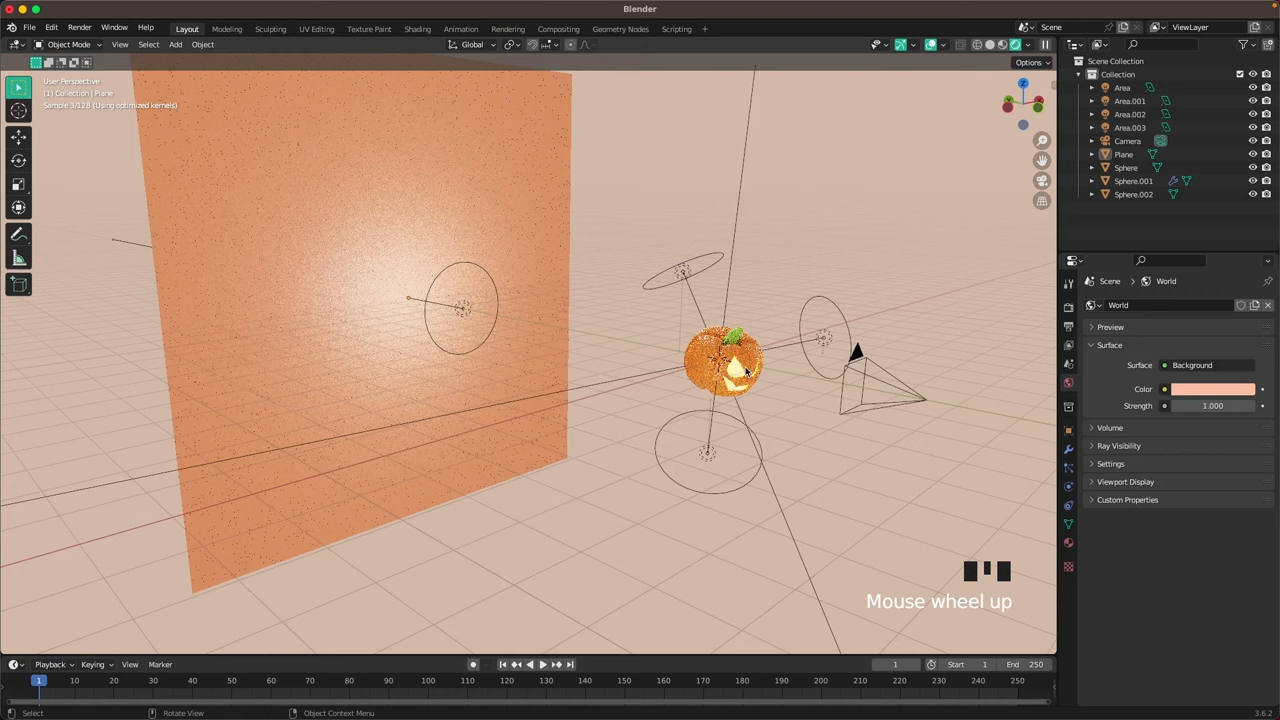 Blender
File Edit Render Window Help Layout Modeling Sculpting UV Editing Texture Paint Shading Animation Rendering Compositing Geometry Nodes Scripting + Scene ViewLayer
Object Mode View Select Add Object Global
Options
User Perspective
(1) Collection | Plane
Sample 3/128 (Using optimized kernels)
Z
Scene Collection
Collection
Area
Area.001
Area.002
Area.003
Camera
Plane
Sphere
Sphere.001
Sphere.002
Scene > World
World
Preview
Surface
Surface Background
Color
Strength 1.000
Volume
Ray Visibility
Settings
Viewport Display
Custom Properties
Mouse wheel up
Playback Keying View Marker 1 Start 1 End 250
1 10 20 30 40 50 60 70 80 90 100 110 120 130 140 150 160 170 180 190 200 210 220 230 240 250
Select Rotate View Object Context Menu 3.6.2